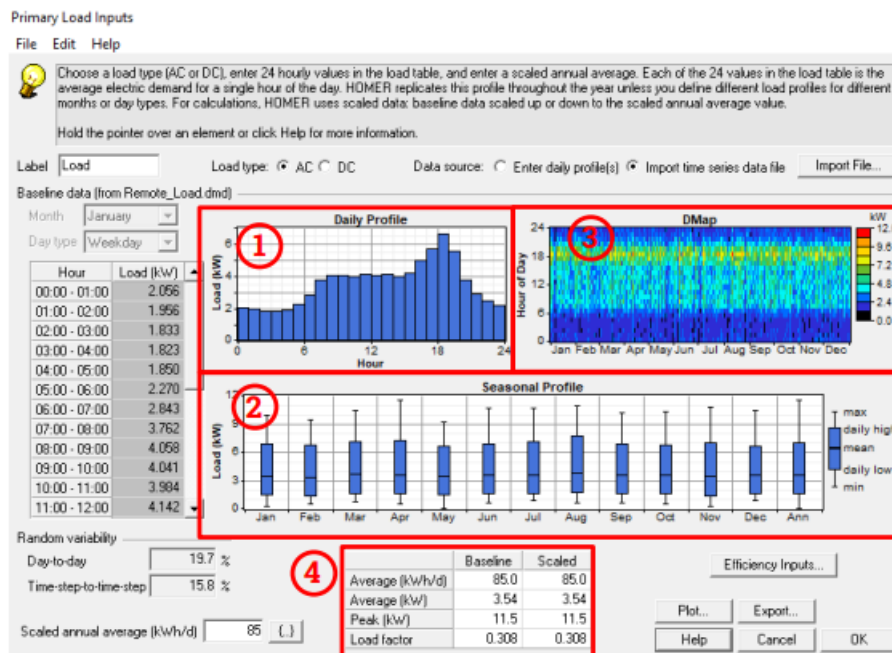 Primary Load Inputs
File Edit Help
Choose a load type (AC or DC), enter 24 hourly values in the load table, and enter a scaled annual average. Each of the 24 values in the load table is the
average electric demand for a single hour of the day. HOMER replicates this profile throughout the year unless you define different load profiles for different
months or day types. For calculations, HOMER uses scaled data: baseline data scaled up or down to the scaled annual average value.
Hold the pointer over an element or click Help for more information.
Label Load Load type: AC DC Data source: Enter daily profile(s) Import time series data file Import File...
Baseline data (from Remote_Load.dmd)
Month January
Day type Weekday
Hour Load (kW)
00:00 - 01:00 2.056
01:00 - 02:00 1.956
02:00 - 03:00 1.833
03:00 - 04:00 1.823
04:00 - 05:00 1.850
05:00 - 06:00 2.270
06:00 - 07:00 2.843
07:00 - 08:00 3.762
08:00 - 09:00 4.058
09:00 - 10:00 4.041
10:00 - 11:00 3.984
11:00 - 12:00 4.142
1
Daily Profile
Load (kW)
6
4
2
0
0 6 12 18 24
Hour
3
DMap
Hour of Day
24
18
12
6
0
Jan Feb Mar Apr May Jun Jul Aug Sep Oct Nov Dec
kW
12.
9.6
7.2
4.8
2.4
0.0
2.
Seasonal Profile
Load (kW)
12
9
6
3
0
Jan Feb Mar Apr May Jun Jul Aug Sep Oct Nov Dec Ann
max
daily high
mean
daily low
min
Random variability
Day-to-day 19.7 %
Time-step-to-time-step 15.8 %
Scaled annual average (kWh/d) 85 {..}
4
Baseline Scaled
Average (kWh/d) 85.0 85.0
Average (kW) 3.54 3.54
Peak (kW) 11.5 11.5
Load factor 0.308 0.308
Efficiency Inputs...
Plot... Export...
Help Cancel OK